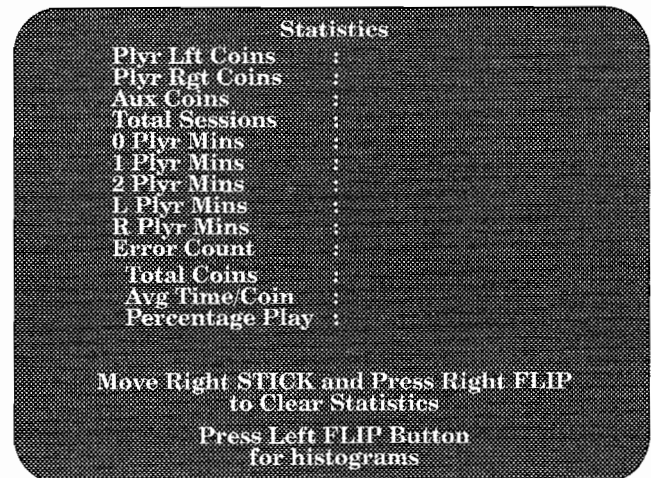 Statistics
Plyr Lft Coins :
Plyr Rgt Coins :
Aux Coins :
Total Sessions :
0 Plyr Mins :
1 Plyr Mins :
2 Plyr Mins :
L Plyr Mins :
R Plyr Mins :
Error Count :
Total Coins :
Avg Time/Coin :
Percentage Play :
Move Right STICK and Press Right FLIP
to Clear Statistics
Press Left FLIP Button
for histograms